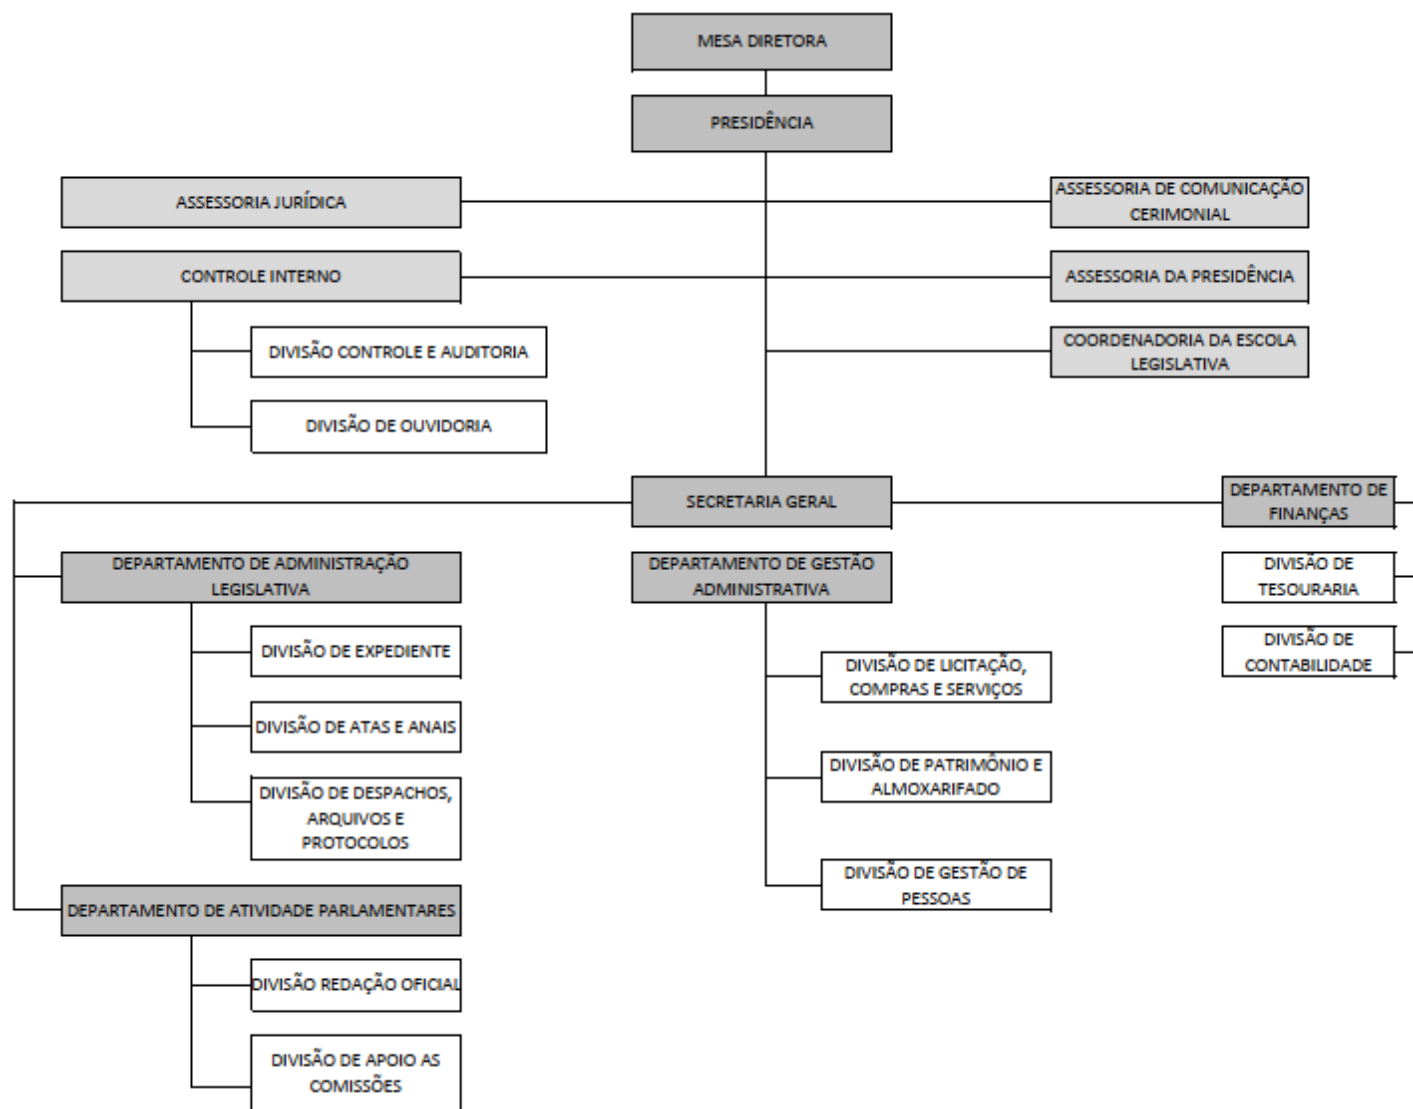 MESA DIRETORA
PRESIDÊNCIA
ASSESSORIA JURÍDICA
ASSESSORIA DE COMUNICAÇÃO
CERIMONIAL
CONTROLE INTERNO
ASSESSORIA DA PRESIDÊNCIA
DIVISÃO CONTROLE E AUDITORIA
COORDENADORIA DA ESCOLA
LEGISLATIVA
DIVISÃO DE OUVIDORIA
SECRETARIA GERAL
DEPARTAMENTO DE
FINANÇAS
DEPARTAMENTO DE ADMINISTRAÇÃO
LEGISLATIVA
DEPARTAMENTO DE GESTÃO
ADMINISTRATIVA
DIVISÃO DE
TESOURARIA
DIVISÃO DE EXPEDIENTE
DIVISÃO DE LICITAÇÃO,
COMPRAS E SERVIÇOS
DIVISÃO DE
CONTABILIDADE
DIVISÃO DE ATAS E ANAIS
DIVISÃO DE PATRIMÔNIO E
ALMOXARIFADO
DIVISÃO DE DESPACHOS,
ARQUIVOS E
PROTOCOLOS
DIVISÃO DE GESTÃO DE
PESSOAS
DEPARTAMENTO DE ATIVIDADE PARLAMENTARES
DIVISÃO REDAÇÃO OFICIAL
DIVISÃO DE APOIO AS
COMISSÕES